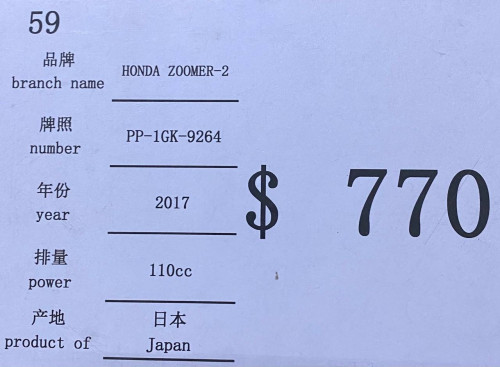 59
品牌
branch name HONDA ZOOMER-2
牌照
number PP-1GK-9264
年份
year 2017
$ 770
排量
power 110cc
产地 日本
product of Japan